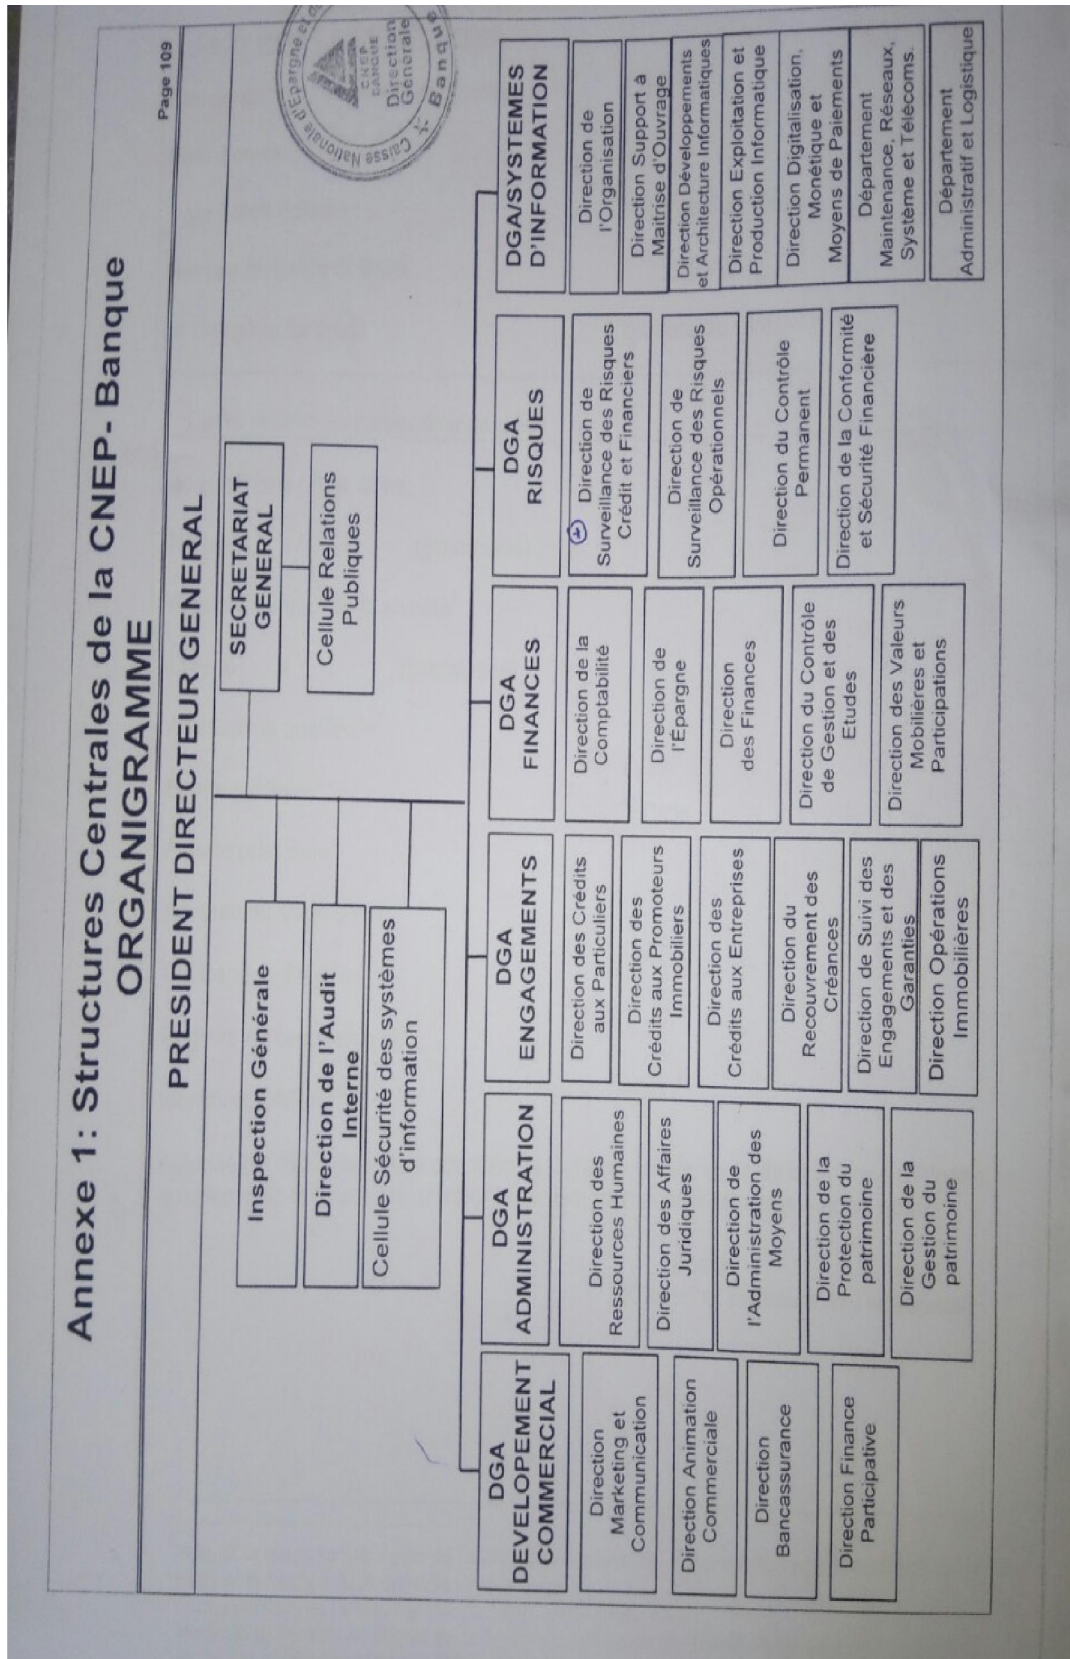 Annexe 1: Structures Centrales de la CNEP- Banque
ORGANIGRAMME
Page 109
PRESIDENT DIRECTEUR GENERAL
Caisse Nationale d'Epargne et
CNEP
BANQUE
Direction
Générale
Banque
SECRETARIAT
GENERAL
Cellule Relations
Publiques
Inspection Générale
Direction de l'Audit
Interne
Cellule Sécurité des systèmes
d'information
DGA
DEVELOPEMENT
COMMERCIAL
Direction
Marketing et
Communication
Direction Animation
Commerciale
Direction
Bancassurance
Direction Finance
Participative
DGA
ADMINISTRATION
Direction des
Ressources Humaines
Direction des Affaires
Juridiques
Direction de
l'Administration des
Moyens
Direction de la
Protection du
patrimoine
Direction de la
Gestion du
patrimoine
DGA
ENGAGEMENTS
Direction des Crédits
aux Particuliers
Direction des
Crédits aux Promoteurs
Immobiliers
Direction des
Crédits aux Entreprises
Direction du
Recouvrement des
Créances
Direction de Suivi des
Engagements et des
Garanties
Direction Opérations
Immobilières
DGA
FINANCES
Direction de la
Comptabilité
Direction de
l'Épargne
Direction
des Finances
Direction du Contrôle
de Gestion et des
Etudes
Direction des Valeurs
Mobilières et
Participations
DGA
RISQUES
Direction de
Surveillance des Risques
Crédit et Financiers
Direction de
Surveillance des Risques
Opérationnels
Direction du Contrôle
Permanent
Direction de la Conformité
et Sécurité Financière
DGA/SYSTEMES
D'INFORMATION
Direction de
l'Organisation
Direction Support à
Maitrise d'Ouvrage
Direction Développements
et Architecture Informatiques
Direction Exploitation et
Production Informatique
Direction Digitalisation,
Monétique et
Moyens de Paiements
Département
Maintenance, Réseaux,
Système et Télécoms.
Département
Administratif et Logistique